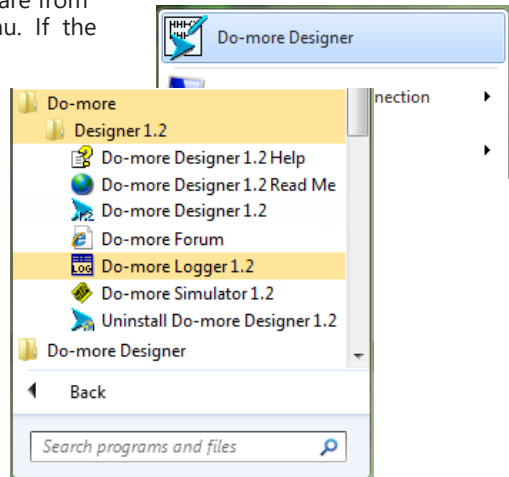 are from
nu. If the
Do-more Designer
nection
Do-more
Designer 1.2
Do-more Designer 1.2 Help
Do-more Designer 1.2 Read Me
Do-more Designer 1.2
Do-more Forum
LOG Do-more Logger 1.2
Do-more Simulator 1.2
Uninstall Do-more Designer 1.2
Do-more Designer
Back
Search programs and files